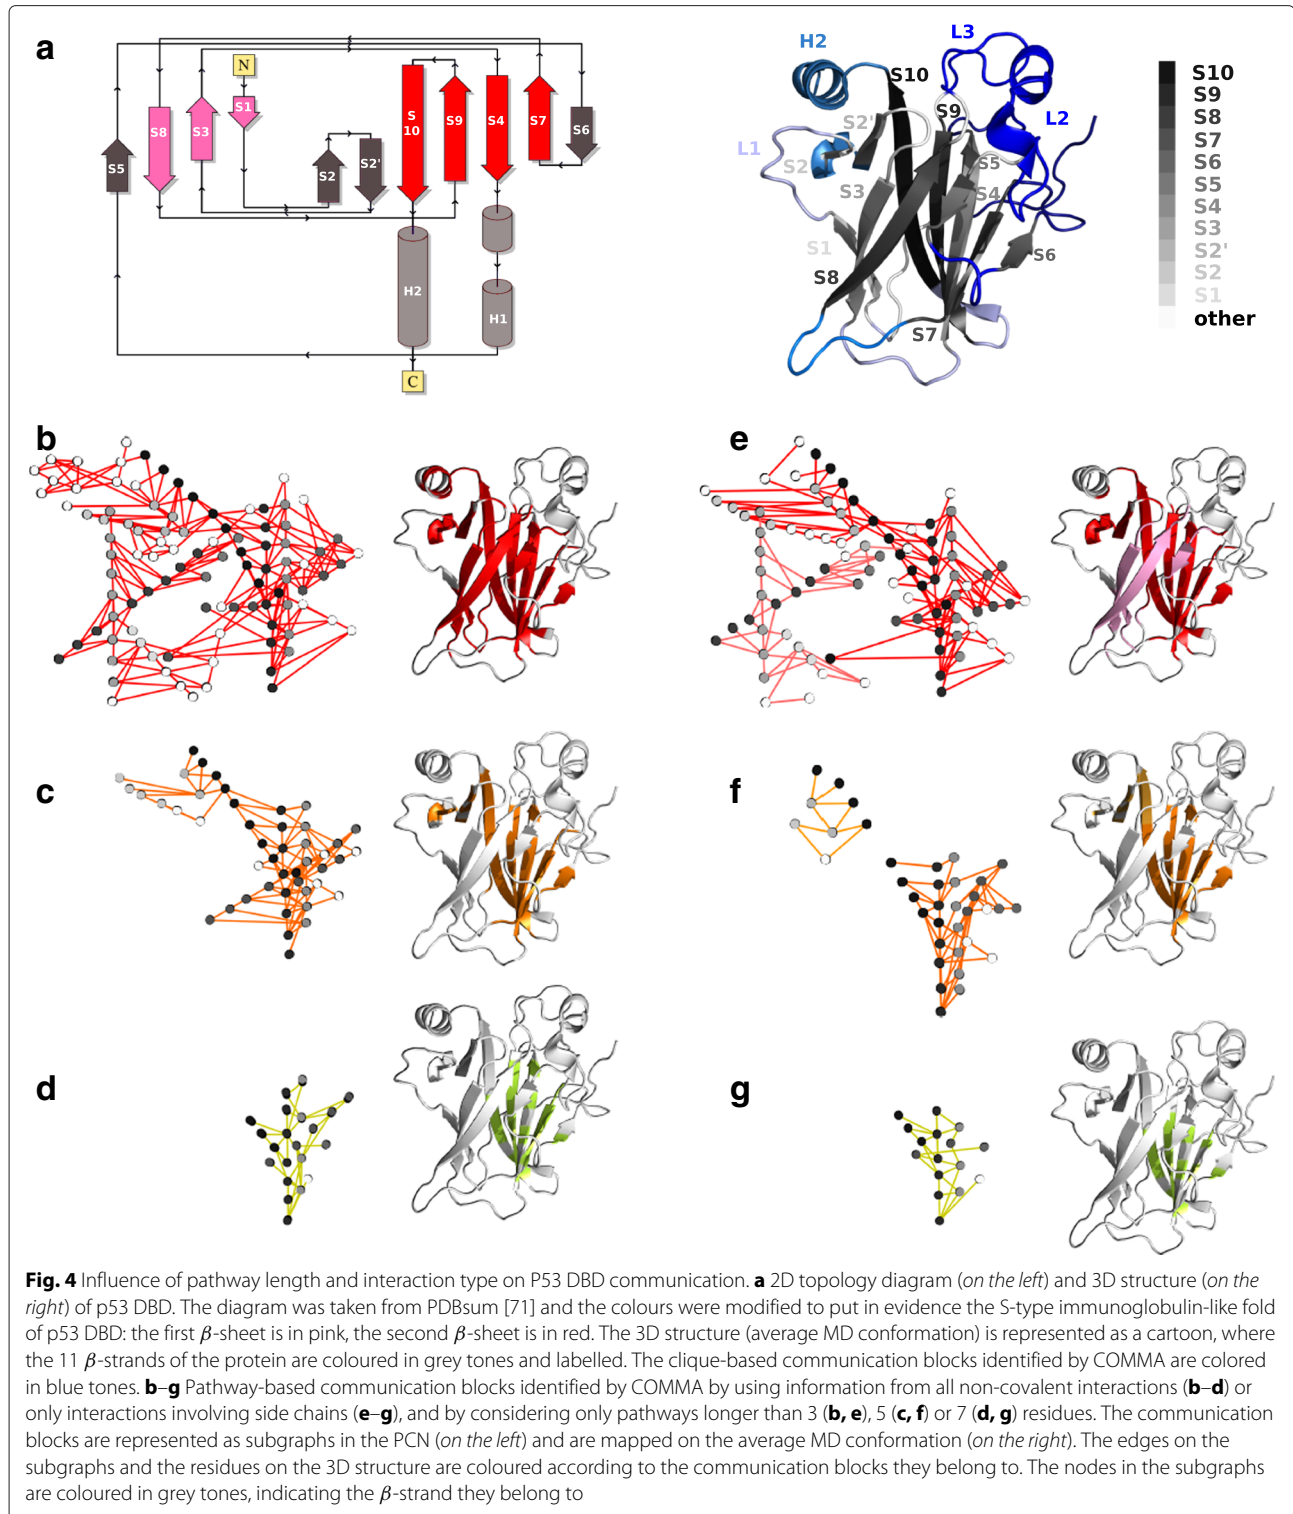 a
N
S1
S8
S3
S5
S2
S2'
S
10
S9
S4
S7
S6
H2
H1
C
H2
L3
S10
S9
L2
S2'
L1
S2
S5
S3
S4
S1
S6
S8
S7
S10
S9
S8
S7
S6
S5
S4
S3
S2'
S2
S1
other
b
e
c
f
d
g
Fig. 4 Influence of pathway length and interaction type on P53 DBD communication. a 2D topology diagram (on the left) and 3D structure (on the
right) of p53 DBD. The diagram was taken from PDBsum [71] and the colours were modified to put in evidence the S-type immunoglobulin-like fold
of p53 DBD: the first β-sheet is in pink, the second β-sheet is in red. The 3D structure (average MD conformation) is represented as a cartoon, where
the 11 β-strands of the protein are coloured in grey tones and labelled. The clique-based communication blocks identified by COMMA are colored
in blue tones. b–g Pathway-based communication blocks identified by COMMA by using information from all non-covalent interactions (b–d) or
only interactions involving side chains (e–g), and by considering only pathways longer than 3 (b, e), 5 (c, f) or 7 (d, g) residues. The communication
blocks are represented as subgraphs in the PCN (on the left) and are mapped on the average MD conformation (on the right). The edges on the
subgraphs and the residues on the 3D structure are coloured according to the communication blocks they belong to. The nodes in the subgraphs
are coloured in grey tones, indicating the β-strand they belong to